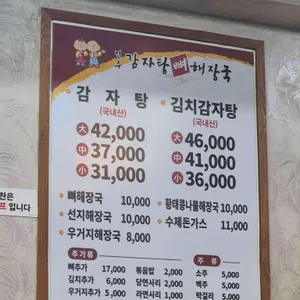 감자탕 뼈 해장국
감자탕 김치감자탕
(국내산) (국내산)
大 42,000 大 46,000
中 37,000 中 41,000
小 31,000 小 36,000
뼈해장국 10,000 황태콩나물해장국 10,000
선지해장국 10,000 수제돈가스 11,000
우거지해장국 8,000
추가류 주류
뼈추가 17,000 볶음밥 2,000 소주 5,000
김치추가 6,000 당면사리 2,000 맥주 5,000
우거지추가 5,000 라면사리 1,000 막걸리 5,000
찬은
입니다